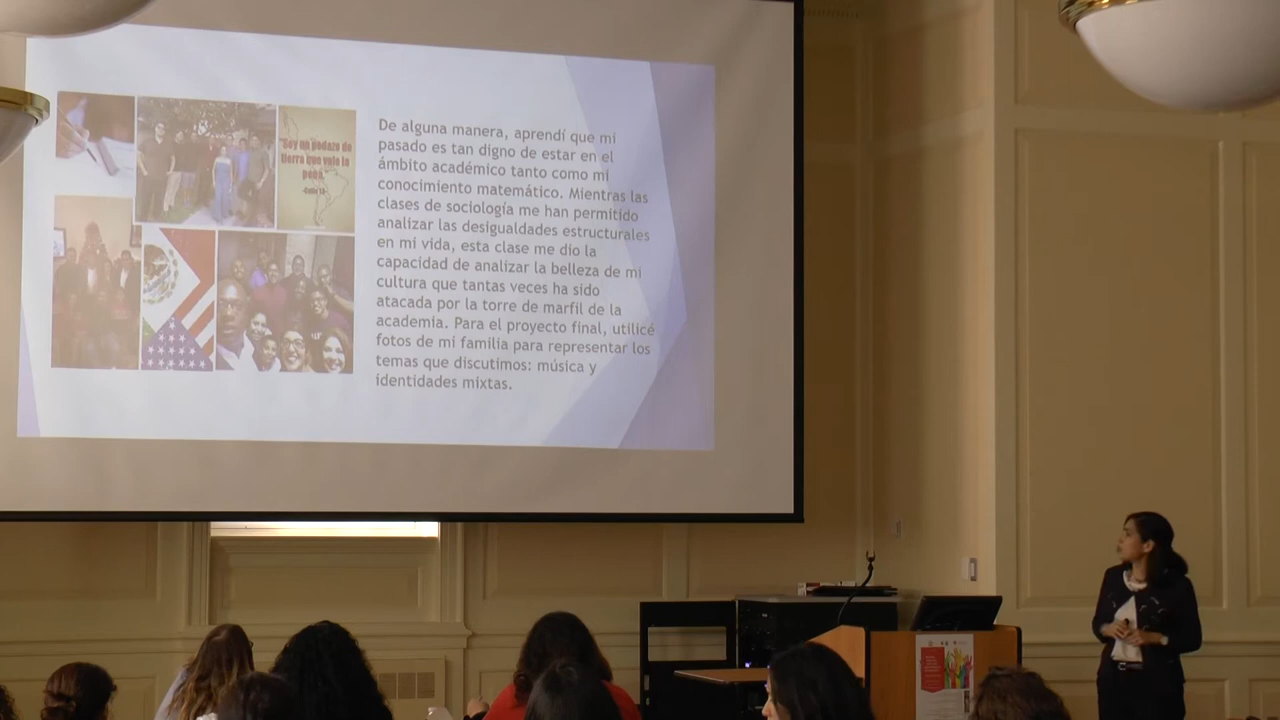 "Soy un pedazo de
tierra que vale la
pena."
De alguna manera, aprendí que mi
pasado es tan digno de estar en el
ámbito académico tanto como mi
conocimiento matemático. Mientras las
clases de sociología me han permitido
analizar las desigualdades estructurales
en mi vida, esta clase me dio la
capacidad de analizar la belleza de mi
cultura que tantas veces ha sido
atacada por la torre de marfil de la
academia. Para el proyecto final, utilicé
fotos de mi familia para representar los
temas que discutimos: música y
identidades mixtas.